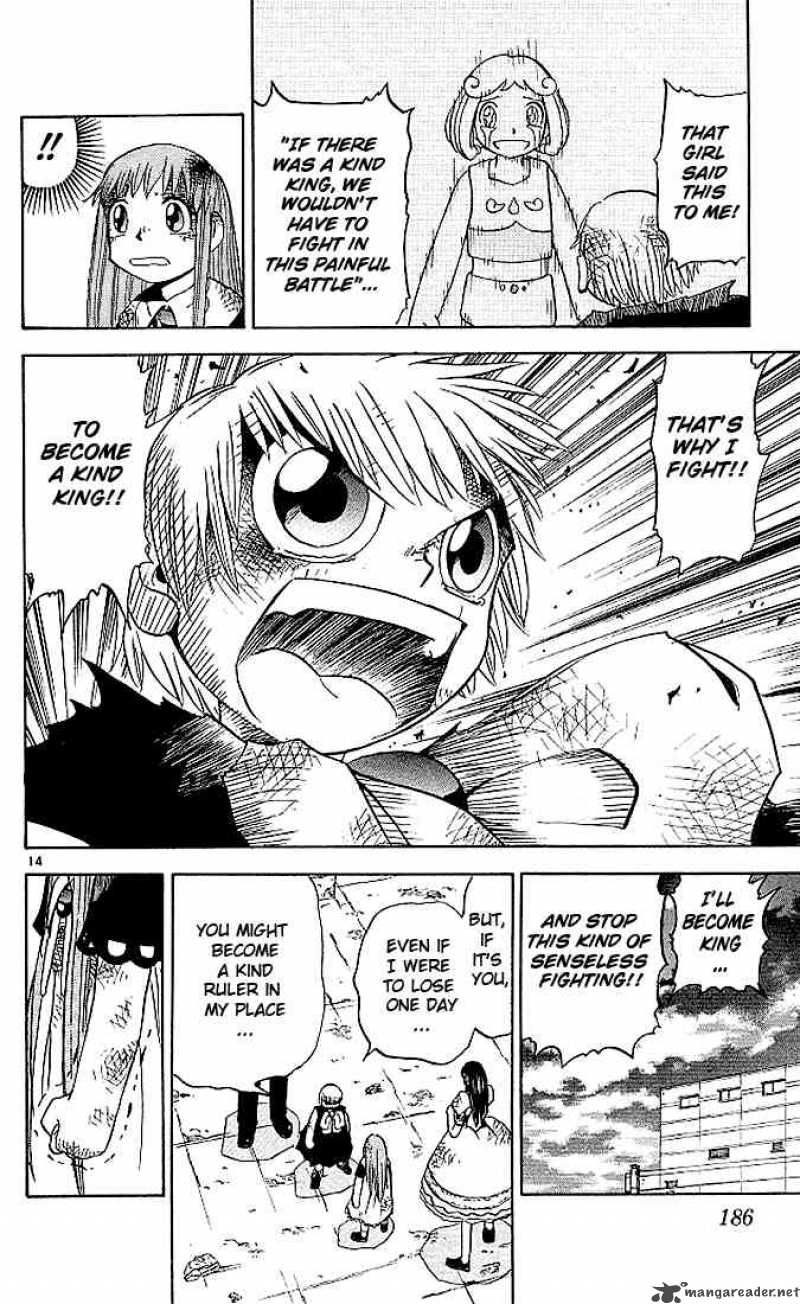 THAT
GIRL
SAID
THIS
TO ME!
"IF THERE
WAS A KIND
KING, WE
WOULDN'T
HAVE TO
FIGHT IN
THIS PAINFUL
BATTLE"...
!!
THAT'S
WHY I
FIGHT!!
TO
BECOME
A KIND
KING!!
14
I'LL
BECOME
KING
...
AND STOP
THIS KIND OF
SENSELESS
FIGHTING!!
BUT,
IF
IT'S
YOU,
EVEN IF
I WERE
TO LOSE
ONE DAY
...
YOU MIGHT
BECOME
A KIND
RULER IN
MY PLACE
...
186
mangareader.net